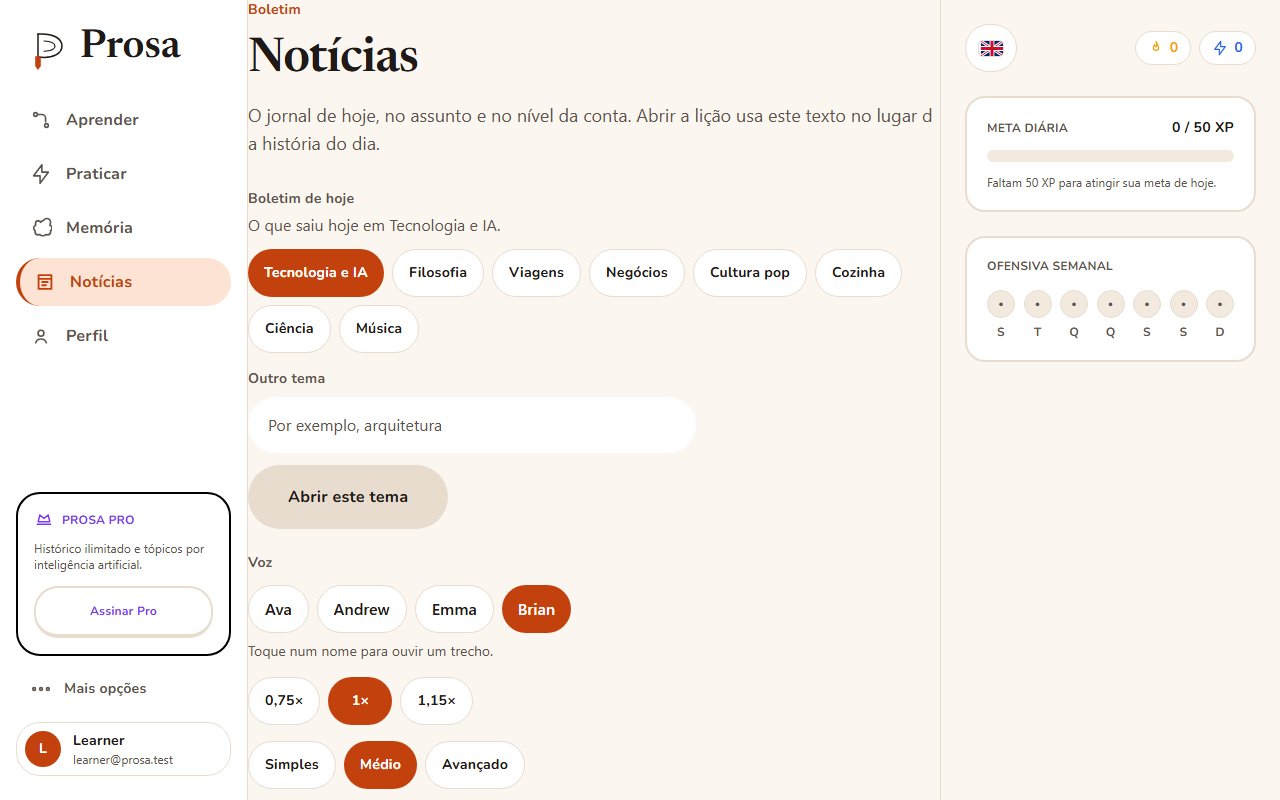 Prosa
Aprender
Praticar
Memória
Notícias
Perfil
PROSA PRO
Histórico ilimitado e tópicos por
inteligência artificial.
Assinar Pro
Mais opções
L
Learner
learner@prosa.test
Boletim
Notícias
O jornal de hoje, no assunto e no nível da conta. Abrir a lição usa este texto no lugar d
a história do dia.
Boletim de hoje
O que saiu hoje em Tecnologia e IA.
Tecnologia e IA
Filosofia
Viagens
Negócios
Cultura pop
Cozinha
Ciência
Música
Outro tema
Por exemplo, arquitetura
Abrir este tema
Voz
Ava
Andrew
Emma
Brian
Toque num nome para ouvir um trecho.
0,75×
1×
1,15×
Simples
Médio
Avançado
0
0
META DIÁRIA
0 / 50 XP
Faltam 50 XP para atingir sua meta de hoje.
OFENSIVA SEMANAL
S T Q Q S S D